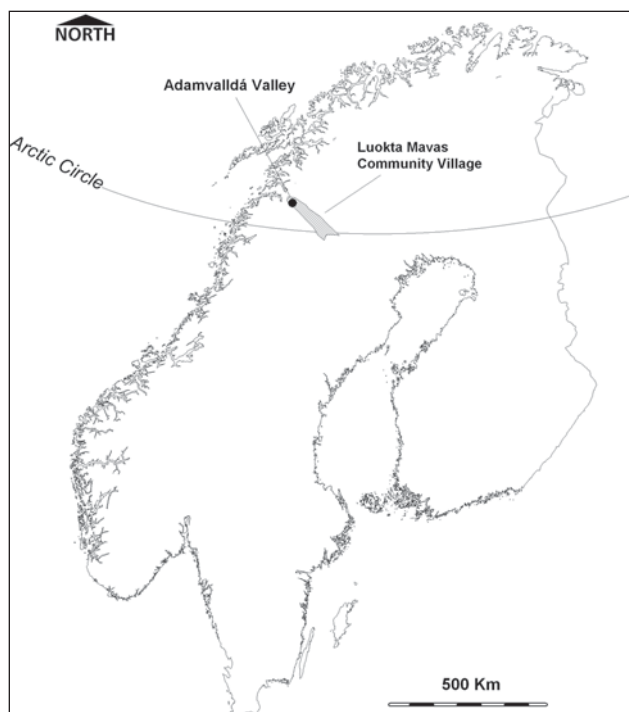 NORTH
Adamvalldá Valley
Luokta Mavas
Community Village
Arctic Circle
500 Km